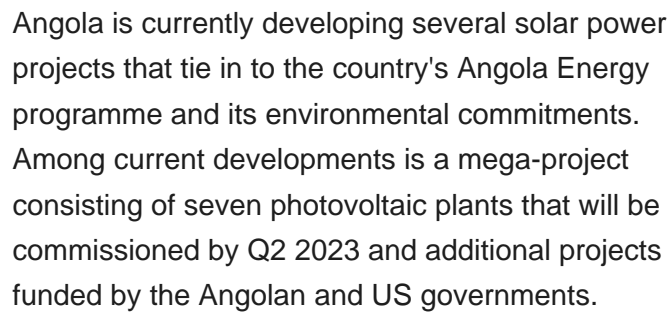 Angola is currently developing several solar power
projects that tie in to the country's Angola Energy
programme and its environmental commitments.
Among current developments is a mega-project
consisting of seven photovoltaic plants that will be
commissioned by Q2 2023 and additional projects
funded by the Angolan and US governments.